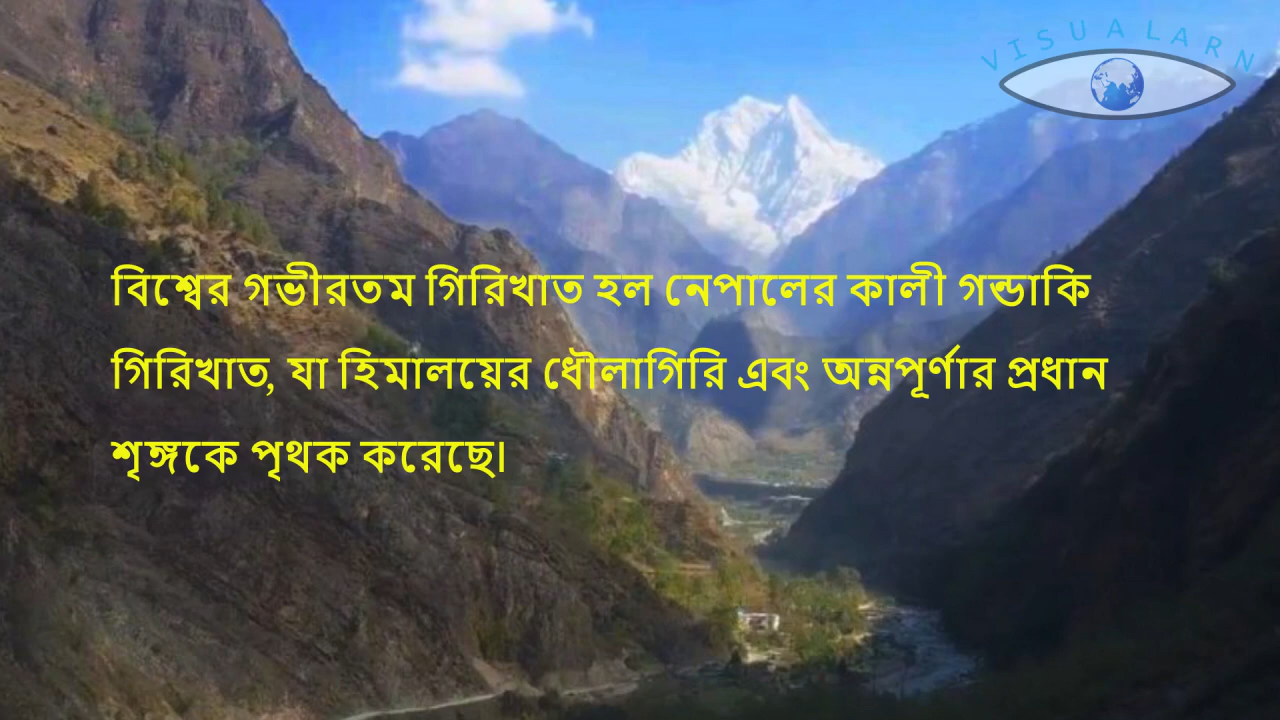 VISUALARN
বিশ্বের গভীরতম গিরিখাত হল নেপালের কালী গন্ডাকি
গিরিখাত, যা হিমালয়ের ধৌলাগিরি এবং অন্নপূর্ণার প্রধান
শৃঙ্গকে পৃথক করেছে।